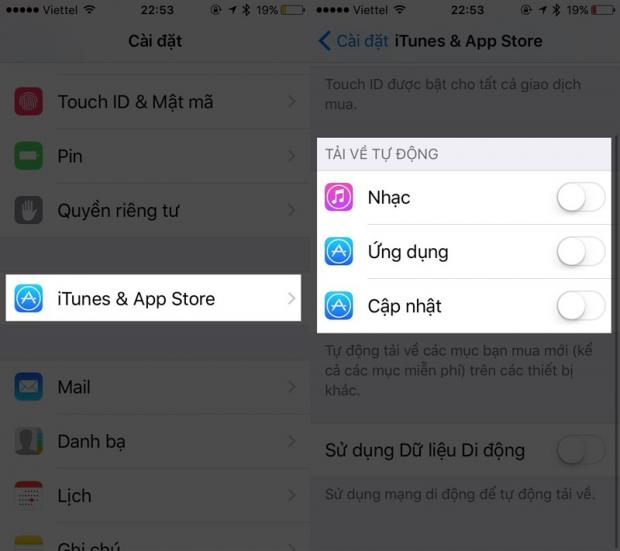 Viettel 22:53 19%
Cài đặt
Touch ID & Mật mã
Pin
Quyền riêng tư
iTunes & App Store
Mail
Danh bạ
Lịch
Ghi chú
Viettel 22:53 19%
Cài đặt iTunes & App Store
Touch ID được bật cho tất cả giao dịch
mua.
TẢI VỀ TỰ ĐỘNG
Nhạc
Ứng dụng
Cập nhật
Tự động tải về các mục bạn mua mới (kể
cả các mục miễn phí) trên các thiết bị
khác.
Sử dụng Dữ liệu Di động
Sử dụng mạng di động để tự động tải về.